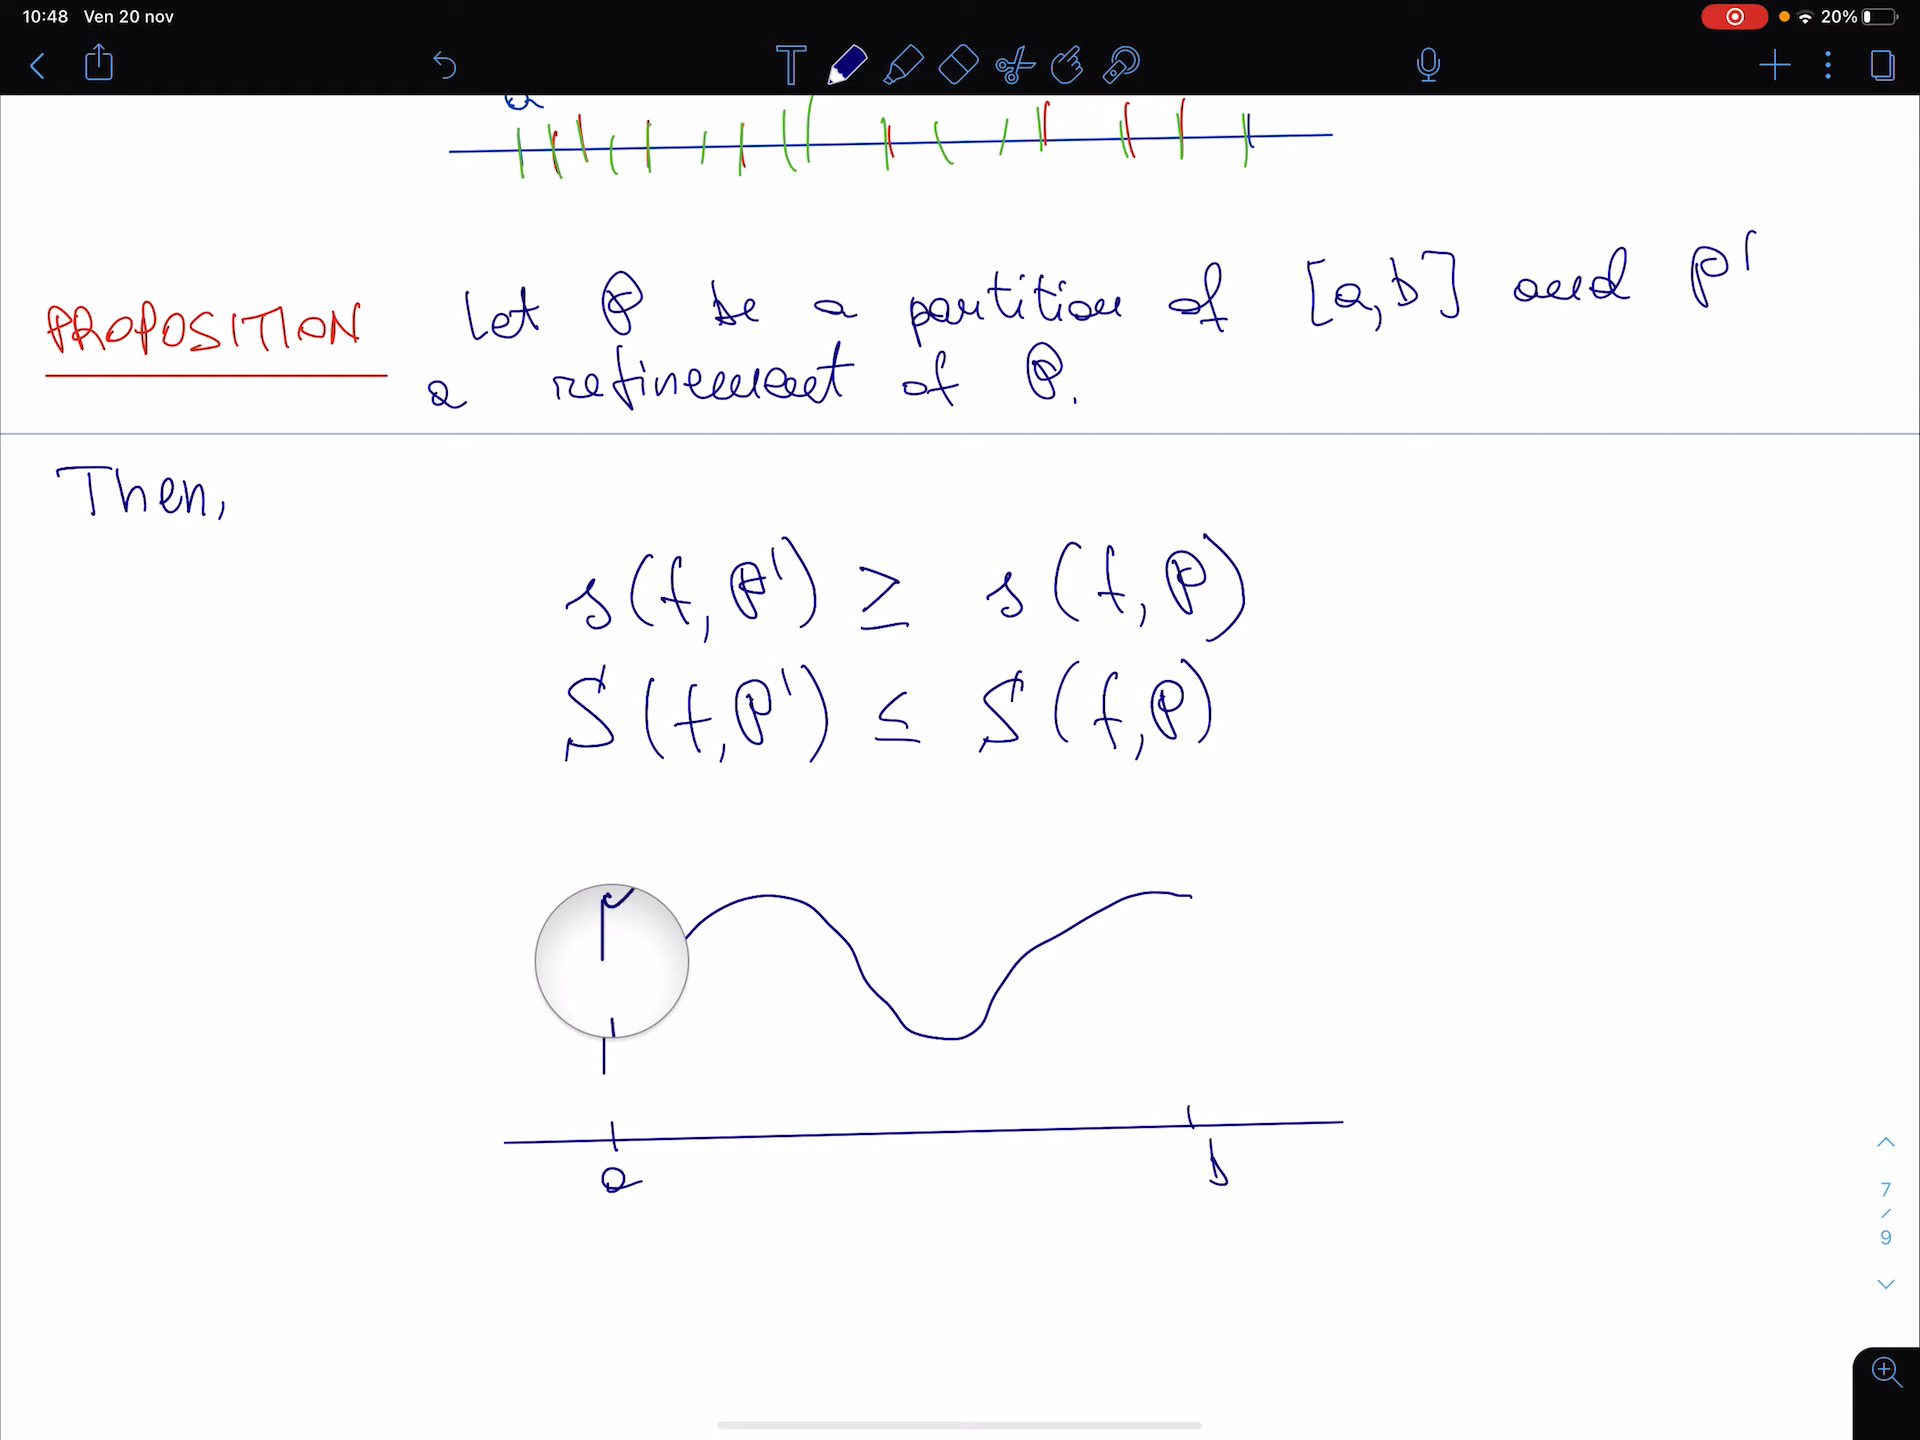 10:48 Ven 20 nov 20%
a
PROPOSITION Let P be a partition of [a,b] and P'
a refinement of P.
Then,
s(f,P') ≥ s(f,P)
S(f,P') ≤ S(f,P)
a b
7
/
9